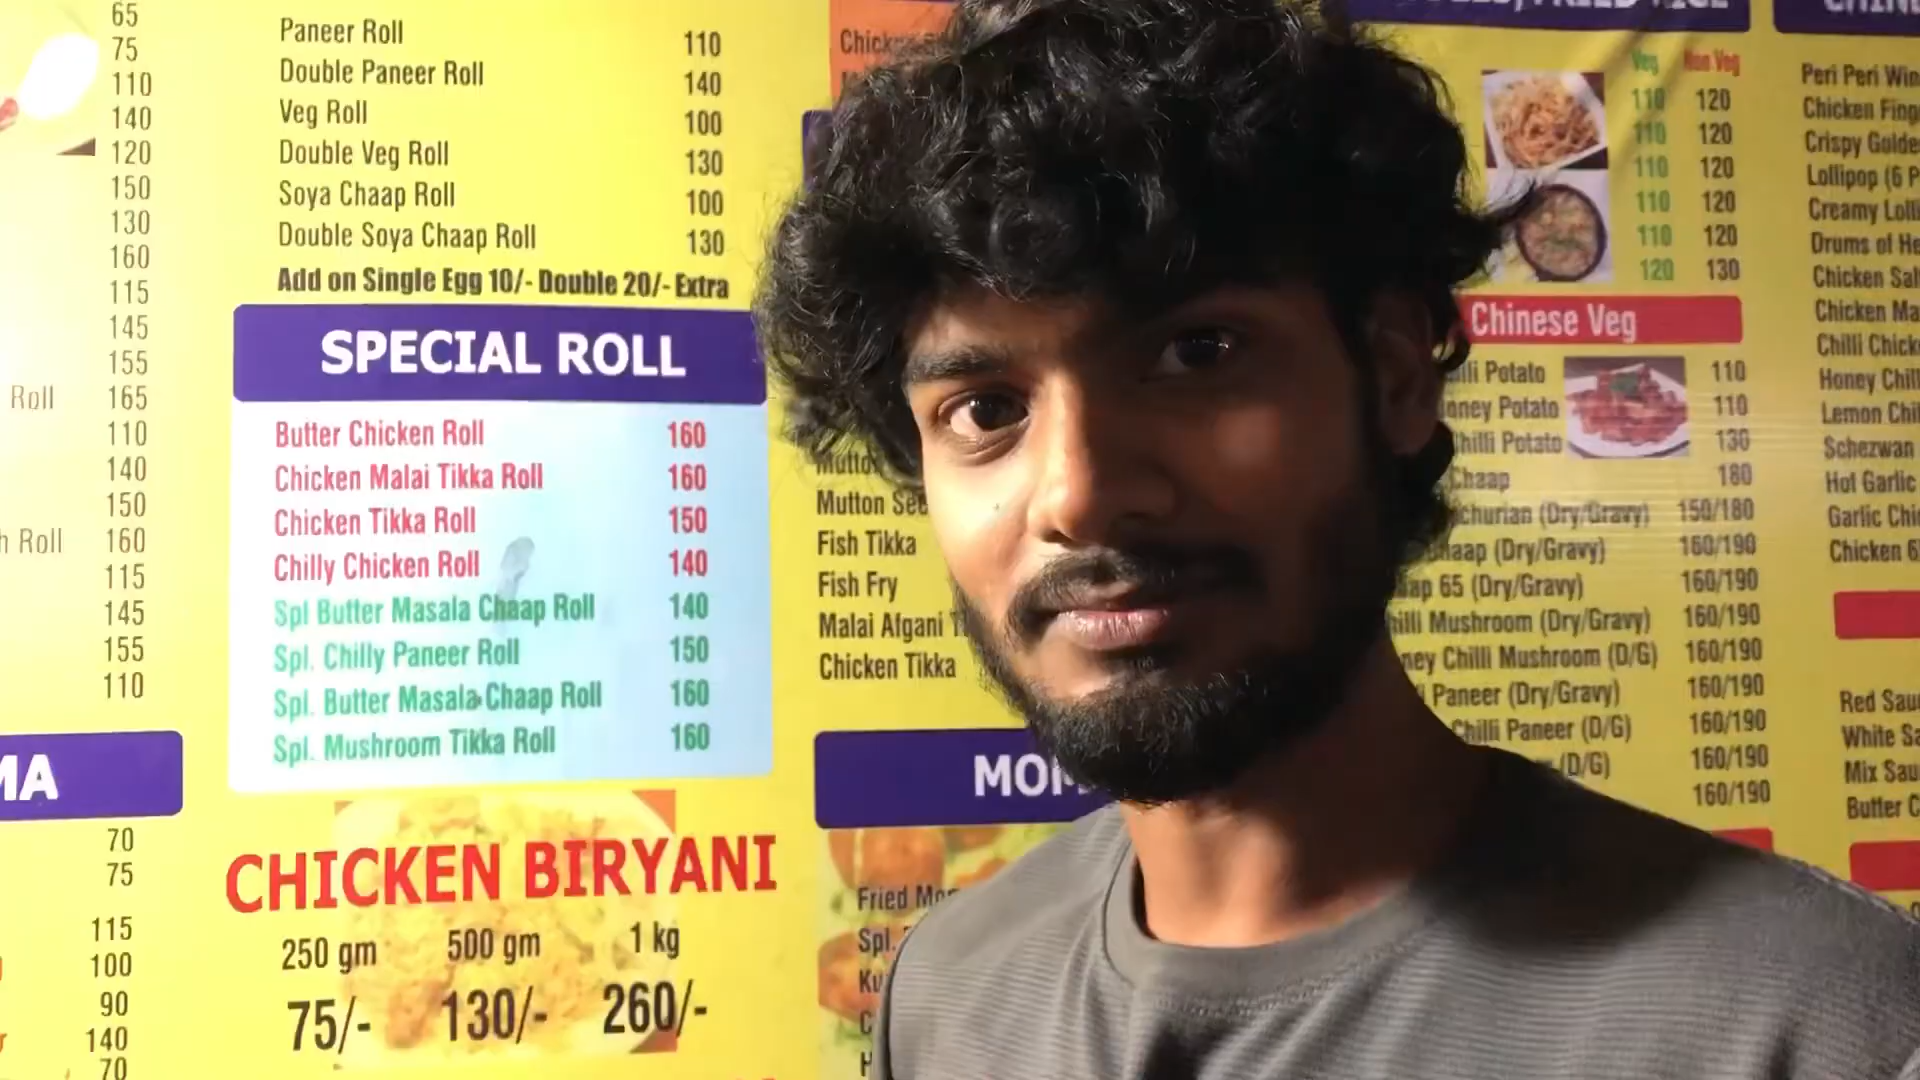 65
75
110
140
120
150
130
160
115
145
155
Roll 165
110
140
150
Roll 160
115
145
155
110
70
75
115
100
90
140
70
Paneer Roll 110
Double Paneer Roll 140
Veg Roll 100
Double Veg Roll 130
Soya Chaap Roll 100
Double Soya Chaap Roll 130
Add on Single Egg 10/- Double 20/- Extra
SPECIAL ROLL
Butter Chicken Roll 160
Chicken Malai Tikka Roll 160
Chicken Tikka Roll 150
Chilly Chicken Roll 140
Spl Butter Masala Chaap Roll 140
Spl. Chilly Paneer Roll 150
Spl. Butter Masala Chaap Roll 160
Spl. Mushroom Tikka Roll 160
CHICKEN BIRYANI
250 gm 500 gm 1 kg
75/- 130/- 260/-
Mutton
Fish Tikka
Fish Fry
Malai Afgani
Chicken Tikka
Fried
Spl.
Veg Non Veg
110 120
110 120
110 120
110 120
110 120
120 130
Chinese Veg
Potato 110
Potato 110
Chilli Potato 130
Chaap 180
(Dry/Gravy) 150/180
(Dry/Gravy) 160/190
65 (Dry/Gravy) 160/190
Mushroom (Dry/Gravy) 160/190
Chilli Mushroom (D/G) 160/190
Paneer (Dry/Gravy) 160/190
Chilli Paneer (D/G) 160/190
(D/G) 160/190
160/190
Peri Peri
Chicken
Crispy
Lollipop (6
Creamy
Drums of
Chicken
Chicken
Chilli
Honey
Lemon
Schezwan
Hot Garlic
Garlic
Chicken
Red
White
Mix
Butter